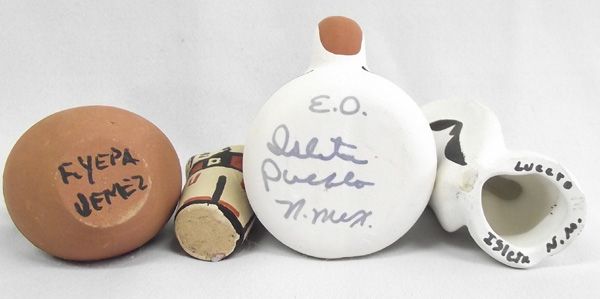 F. YEPA
JEMEZ
E.O.
Isleta
Pueblo
N. Mex.
LUCERO
ISLETA N.M.